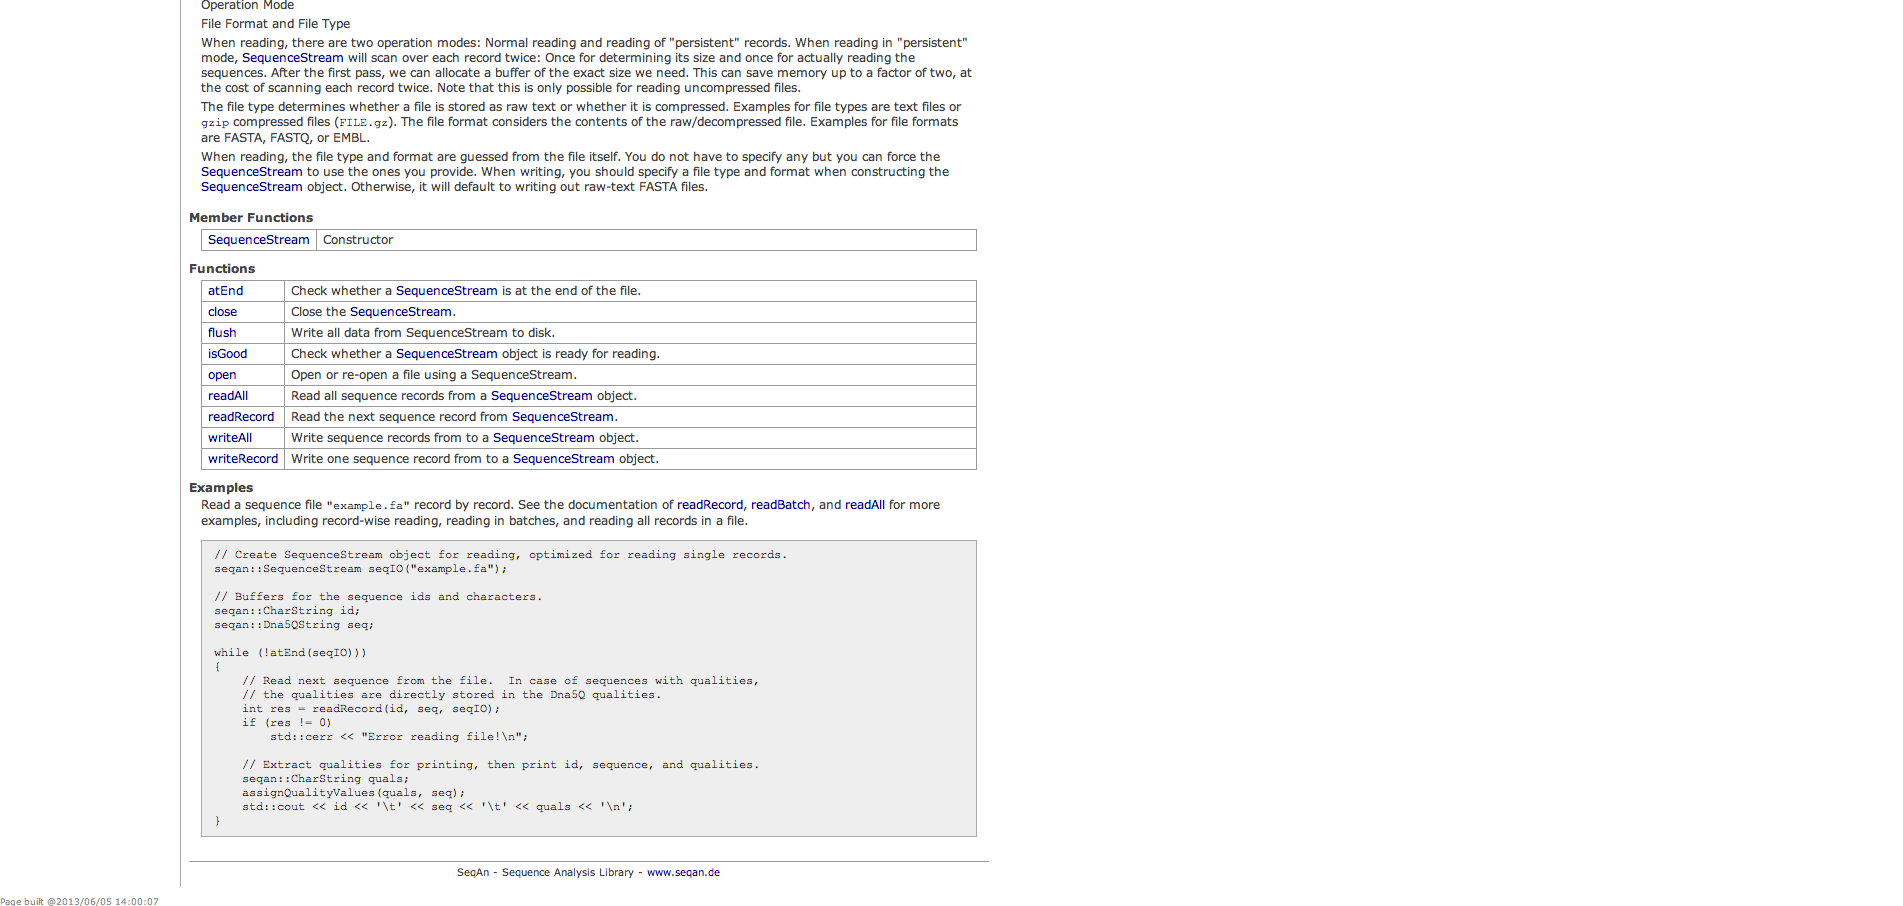 Operation Mode
File Format and File Type
When reading, there are two operation modes: Normal reading and reading of "persistent" records. When reading in "persistent"
mode, SequenceStream will scan over each record twice: Once for determining its size and once for actually reading the
sequences. After the first pass, we can allocate a buffer of the exact size we need. This can save memory up to a factor of two, at
the cost of scanning each record twice. Note that this is only possible for reading uncompressed files.
The file type determines whether a file is stored as raw text or whether it is compressed. Examples for file types are text files or
gzip compressed files (FILE.gz). The file format considers the contents of the raw/decompressed file. Examples for file formats
are FASTA, FASTQ, or EMBL.
When reading, the file type and format are guessed from the file itself. You do not have to specify any but you can force the
SequenceStream to use the ones you provide. When writing, you should specify a file type and format when constructing the
SequenceStream object. Otherwise, it will default to writing out raw-text FASTA files.
Member Functions
SequenceStream Constructor
Functions
atEnd Check whether a SequenceStream is at the end of the file.
close Close the SequenceStream.
flush Write all data from SequenceStream to disk.
isGood Check whether a SequenceStream object is ready for reading.
open Open or re-open a file using a SequenceStream.
readAll Read all sequence records from a SequenceStream object.
readRecord Read the next sequence record from SequenceStream.
writeAll Write sequence records from to a SequenceStream object.
writeRecord Write one sequence record from to a SequenceStream object.
Examples
Read a sequence file "example.fa" record by record. See the documentation of readRecord, readBatch, and readAll for more
examples, including record-wise reading, reading in batches, and reading all records in a file.
// Create SequenceStream object for reading, optimized for reading single records.
seqan::SequenceStream seqIO("example.fa");
// Buffers for the sequence ids and characters.
seqan::CharString id;
seqan::Dna5QString seq;
while (!atEnd(seqIO)))
{
    // Read next sequence from the file.  In case of sequences with qualities,
    // the qualities are directly stored in the Dna5Q qualities.
    int res = readRecord(id, seq, seqIO);
    if (res != 0)
        std::cerr << "Error reading file!\n";
    // Extract qualities for printing, then print id, sequence, and qualities.
    seqan::CharString quals;
    assignQualityValues(quals, seq);
    std::cout << id << '\t' << seq << '\t' << quals << '\n';
}
SeqAn - Sequence Analysis Library - www.seqan.de
Page built @2013/06/05 14:00:07